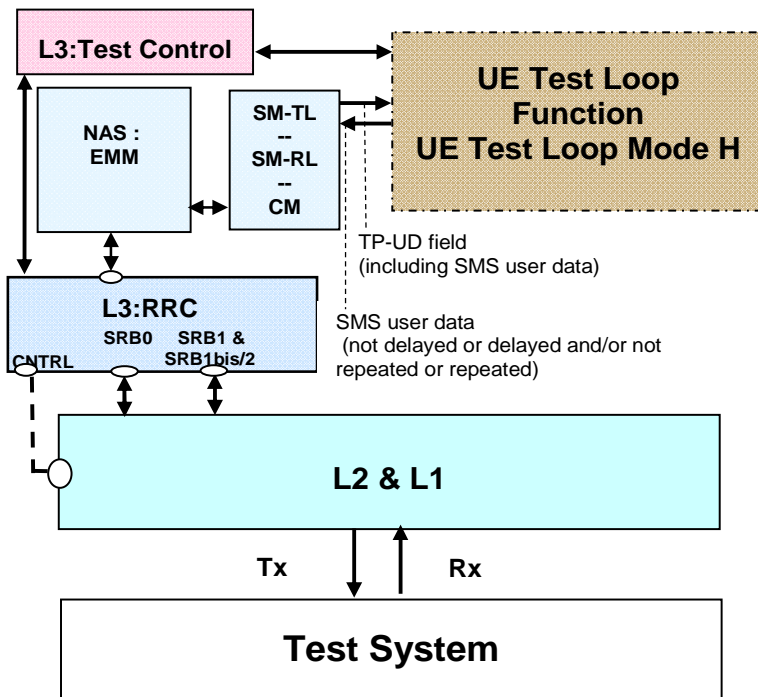 L3:Test Control
UE Test Loop
Function
UE Test Loop Mode H
NAS :
EMM
SM-TL
--
SM-RL
--
CM
TP-UD field
(including SMS user data)
SMS user data
(not delayed or delayed and/or not
repeated or repeated)
L3:RRC
SRB0
SRB1 &
SRB1bis/2
CNTRL
L2 & L1
Tx
Rx
Test System